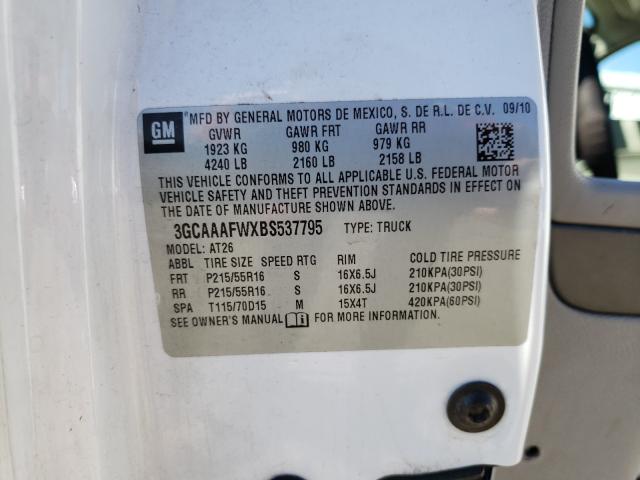 GM
MFD BY GENERAL MOTORS DE MEXICO, S. DE R.L. DE C.V. 09/10
GVWR GAWR FRT GAWR RR
1923 KG 980 KG 979 KG
4240 LB 2160 LB 2158 LB
THIS VEHICLE CONFORMS TO ALL APPLICABLE U.S. FEDERAL MOTOR
VEHICLE SAFETY AND THEFT PREVENTION STANDARDS IN EFFECT ON
THE DATE OF MANUFACTURE SHOWN ABOVE.
3GCAAAFWXBS537795 TYPE: TRUCK
MODEL: AT26
ABBL TIRE SIZE SPEED RTG RIM COLD TIRE PRESSURE
FRT P215/55R16 S 16X6.5J 210KPA(30PSI)
RR P215/55R16 S 16X6.5J 210KPA(30PSI)
SPA T115/70D15 M 15X4T 420KPA(60PSI)
SEE OWNER'S MANUAL FOR MORE INFORMATION.